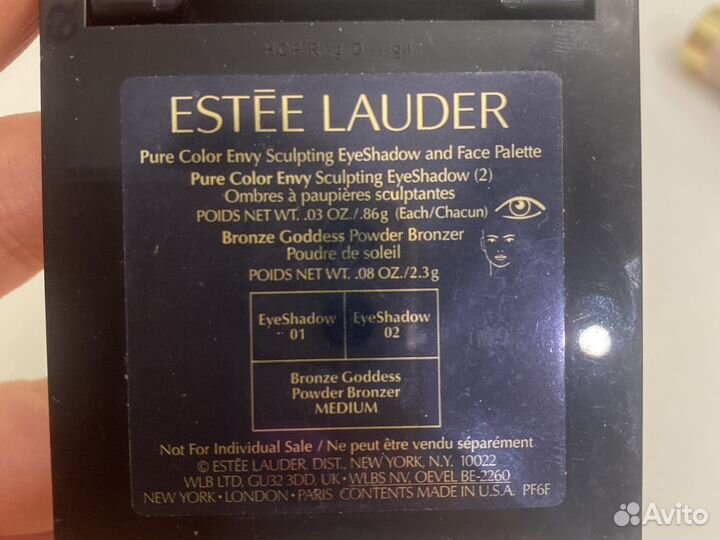 HCP Reg Design
ESTĒE LAUDER
Pure Color Envy Sculpting EyeShadow and Face Palette
Pure Color Envy Sculpting EyeShadow (2)
Ombres à paupières sculptantes
POIDS NET WT. .03 OZ./.86g (Each/Chacun)
Bronze Goddess Powder Bronzer
Poudre de soleil
POIDS NET WT. .08 OZ./2.3g
EyeShadow 01
EyeShadow 02
Bronze Goddess
Powder Bronzer
MEDIUM
Not For Individual Sale / Ne peut être vendu séparément
© ESTĒE LAUDER, DIST., NEW YORK, N.Y. 10022
WLB LTD, GU32 3DD, UK • WLBS NV, OEVEL BE-2260
NEW YORK • LONDON • PARIS CONTENTS MADE IN U.S.A. PF6F
Avito